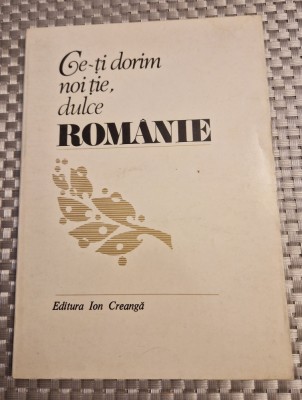 Ce-ți dorim
noi ție,
dulce
ROMÂNIE
Editura Ion Creangă